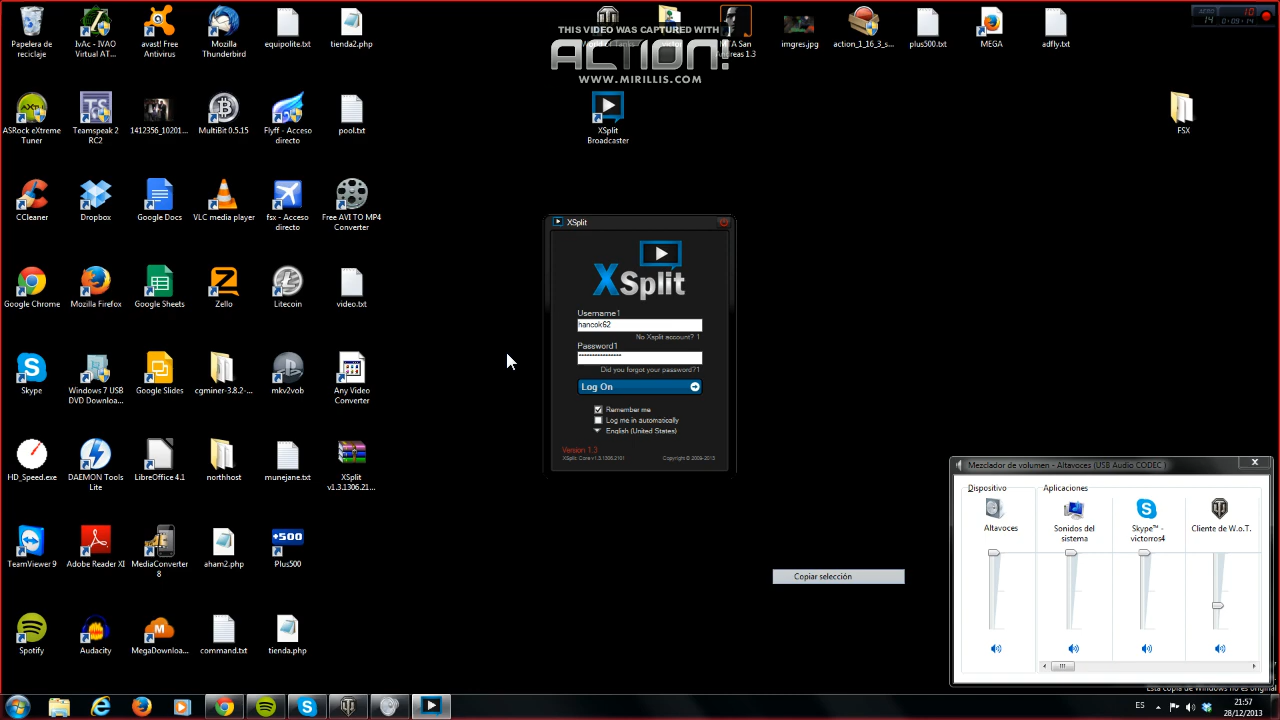 Papelera de
reciclaje
IvAc - IVAO
Virtual AT...
avast! Free
Antivirus
Mozilla
Thunderbird
equipolite.txt
tienda2.php
THIS VIDEO WAS CAPTURED WITH
ACTION!
WWW.MIRILLIS.COM
imgres.jpg
action_1_16_3_s...
plus500.txt
MEGA
adfly.txt
ASRock eXtreme
Tuner
Teamspeak 2
RC2
1412356_10201...
MultiBit 0.5.15
Flyff - Acceso
directo
pool.txt
XSplit
Broadcaster
FSX
CCleaner
Dropbox
Google Docs
VLC media player
fsx - Acceso
directo
Free AVI TO MP4
Converter
Google Chrome
Mozilla Firefox
Google Sheets
Zello
Litecoin
video.txt
Skype
Windows 7 USB
DVD Downloa...
Google Slides
cgminer-3.8.2-...
mkv2vob
Any Video
Converter
HD_Speed.exe
DAEMON Tools
Lite
LibreOffice 4.1
northhost
munejane.txt
XSplit
v1.3.1306.21...
TeamViewer 9
Adobe Reader XI
MediaConverter
8
aham2.php
+500
Plus500
Spotify
Audacity
MegaDownloa...
command.txt
tienda.php
XSplit
XSplit
Username1
hancok62
No Xsplit account? 1
Password1
Did you forgot your password?1
Log On
Remember me
Log me in automatically
English (United States)
Version 1.3
XSplit Core v1.3.1306.2101
Copyright © 2009-2013
Copiar selección
Mezclador de volumen - Altavoces (USB Audio CODEC )
Dispositivo
Aplicaciones
Altavoces
Sonidos del
sistema
Skype™ -
victorros4
Cliente de W.o.T.
Esta copia de Windows no es original
ES
21:57
28/12/2013